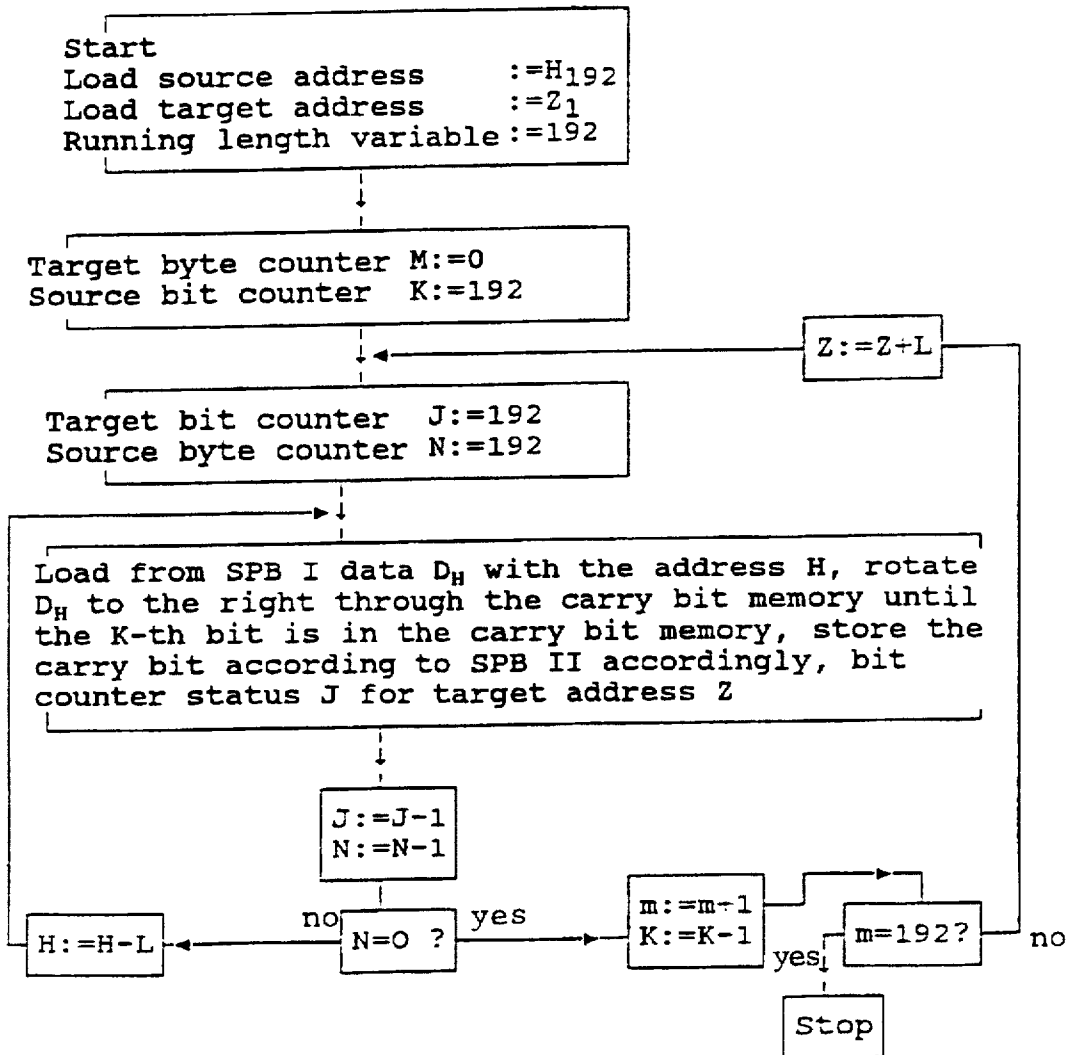 Start
Load source address :=H192
Load target address :=Z1
Running length variable :=192
Target byte counter M:=0
Source bit counter K:=192
Z:=Z+L
Target bit counter J:=192
Source byte counter N:=192
Load from SPB I data DH with the address H, rotate
DH to the right through the carry bit memory until
the K-th bit is in the carry bit memory, store the
carry bit according to SPB II accordingly, bit
counter status J for target address Z
J:=J-1
N:=N-1
H:=H-L
no
N=0 ?
yes
m:=m+1
K:=K-1
m=192?
no
yes
Stop